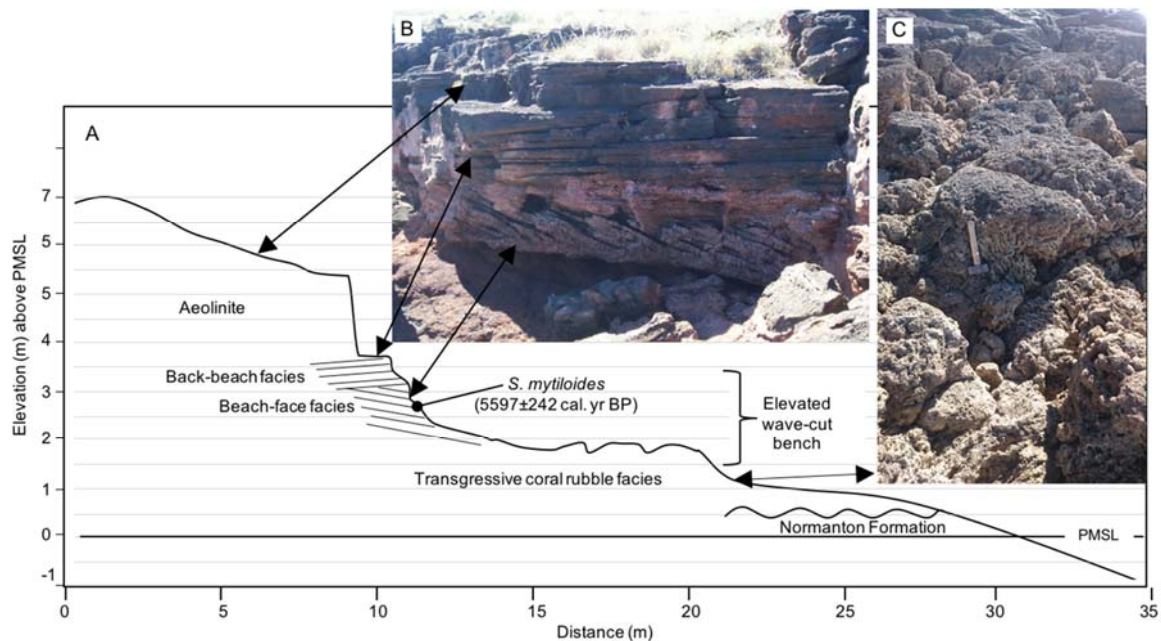 A
B
C
Elevation (m) above PMSL
7
5
5
4
3
2
1
0
-1
Aeolinite
Back-beach facies
Beach-face facies
S. mytiloides
(5597±242 cal. yr BP)
Elevated
wave-cut
bench
Transgressive coral rubble facies
Normanton Formation
PMSL
0 5 10 15 20 25 30 35
Distance (m)